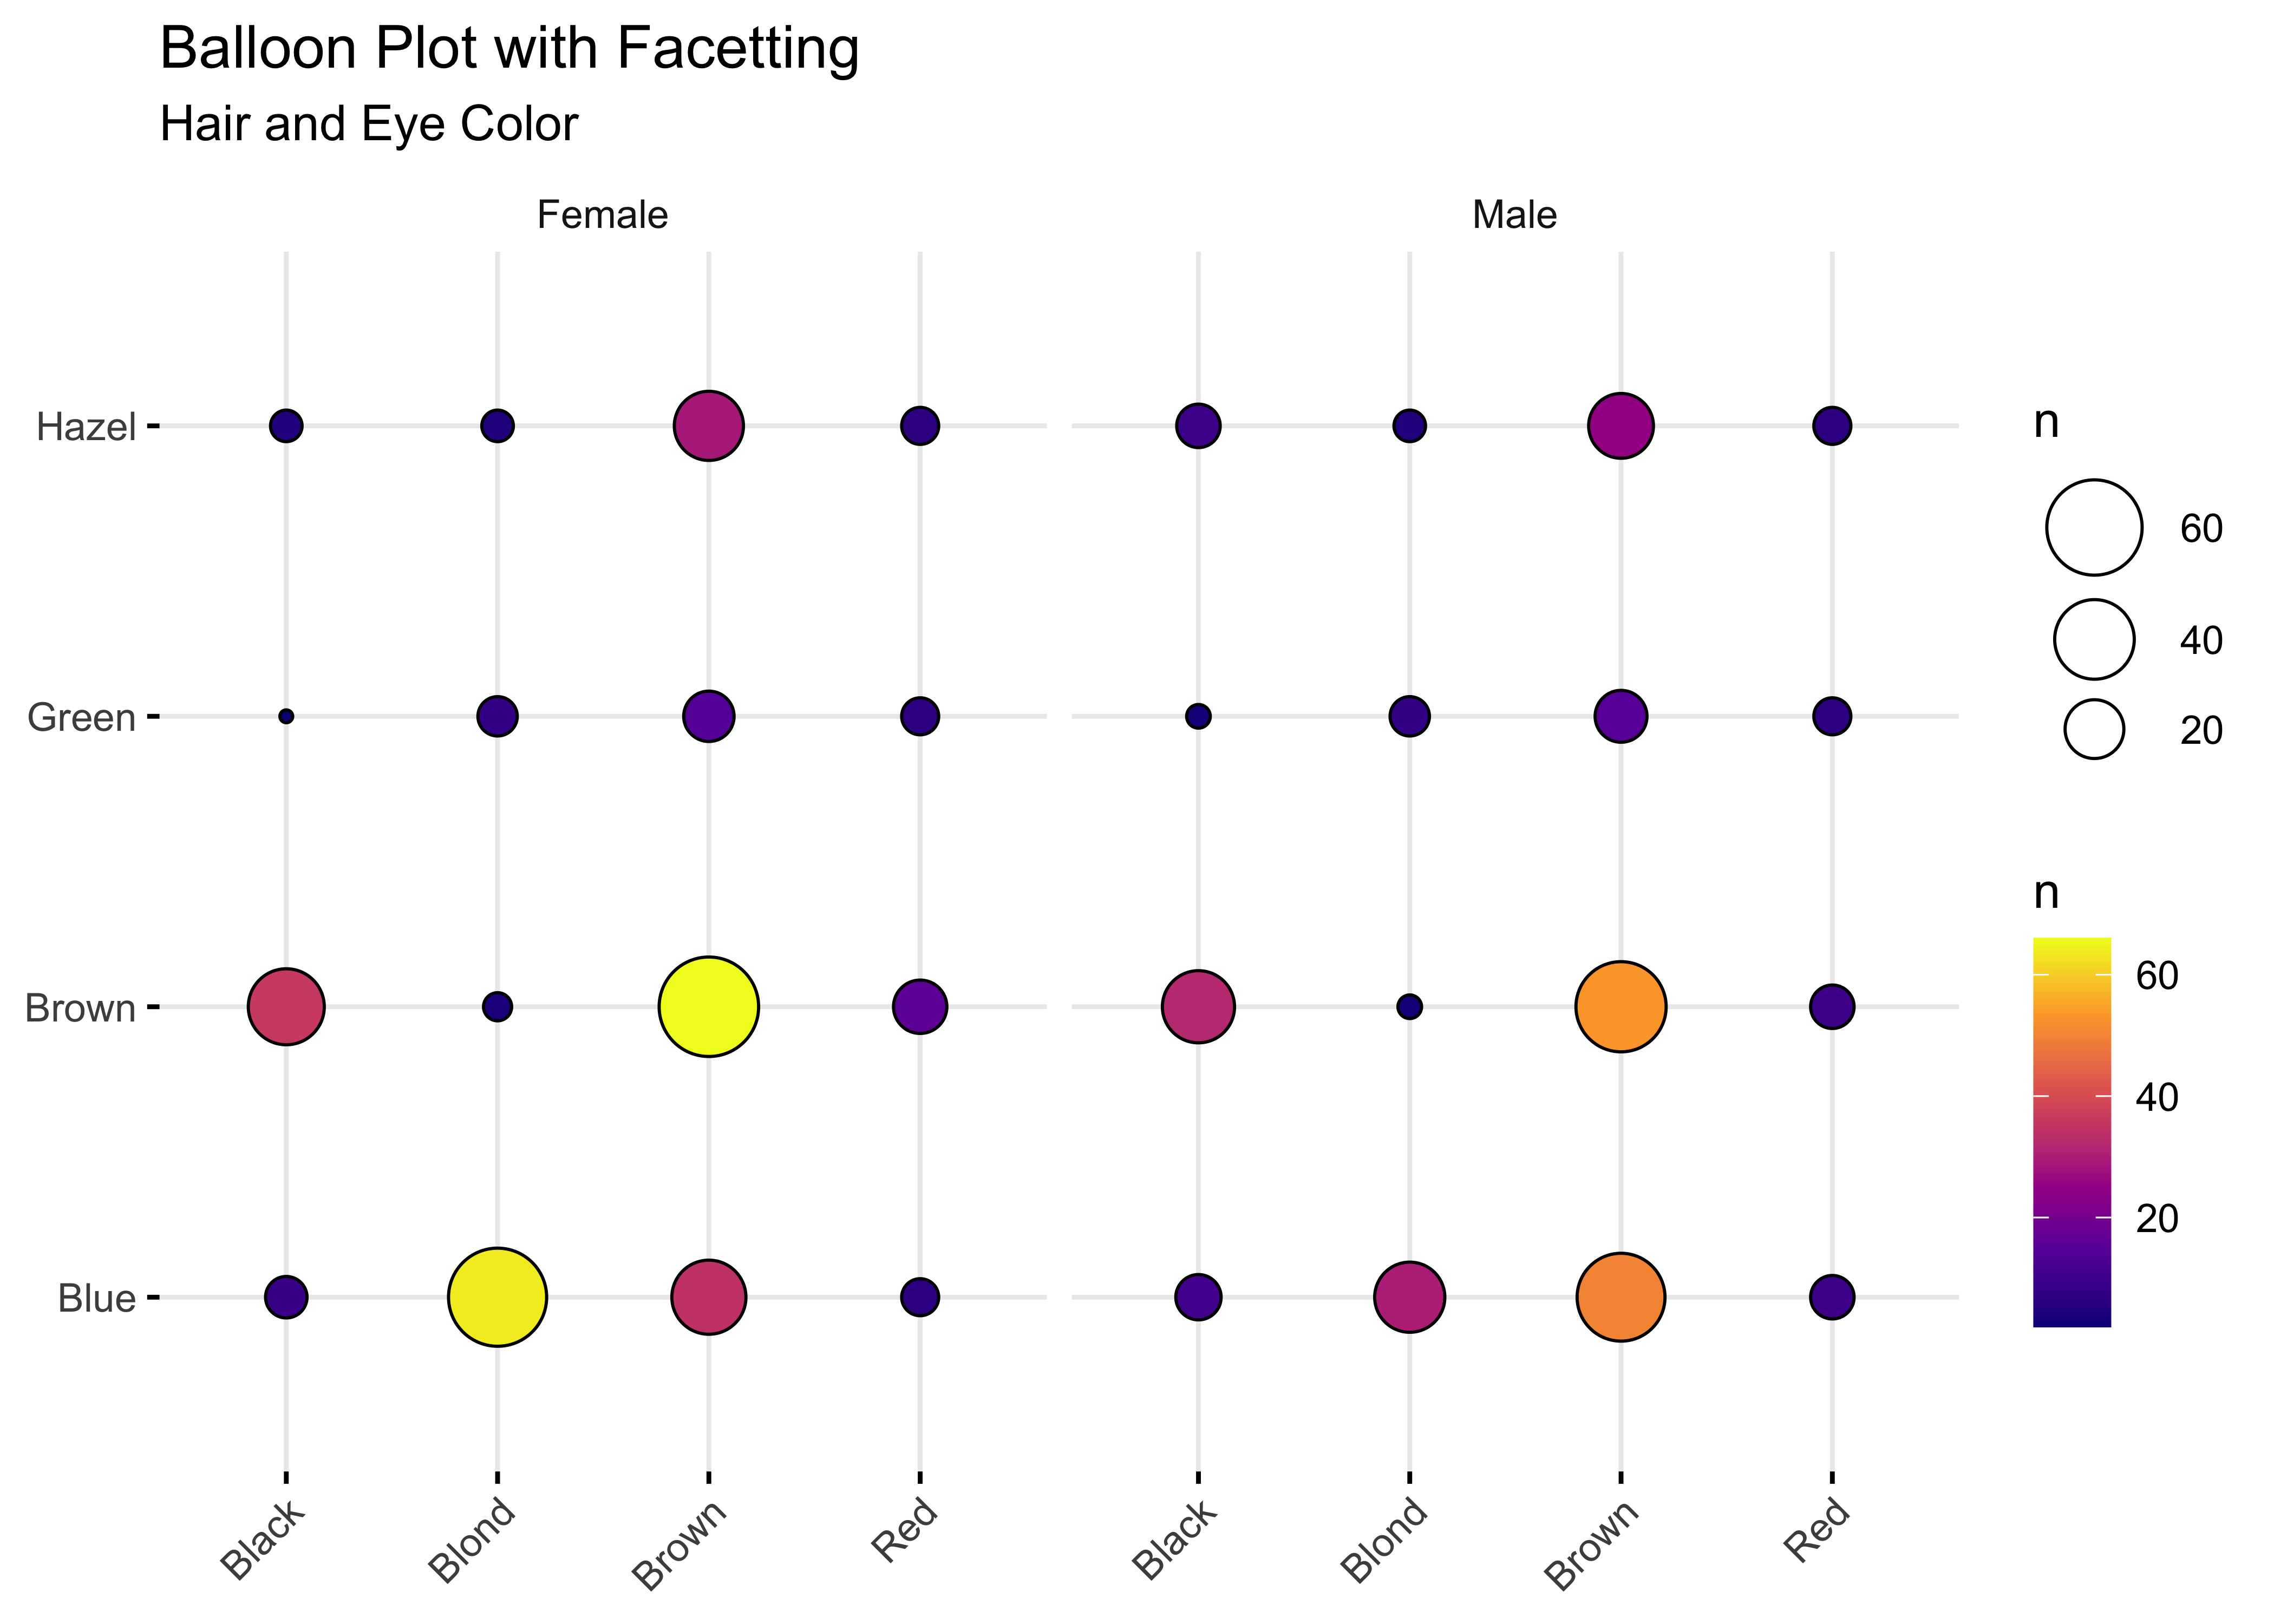 Balloon Plot with Facetting
Hair and Eye Color
Female
Male
Hazel
Green
Brown
Blue
Black
Blond
Brown
Red
Black
Blond
Brown
Red
n
60
40
20
n
60
40
20